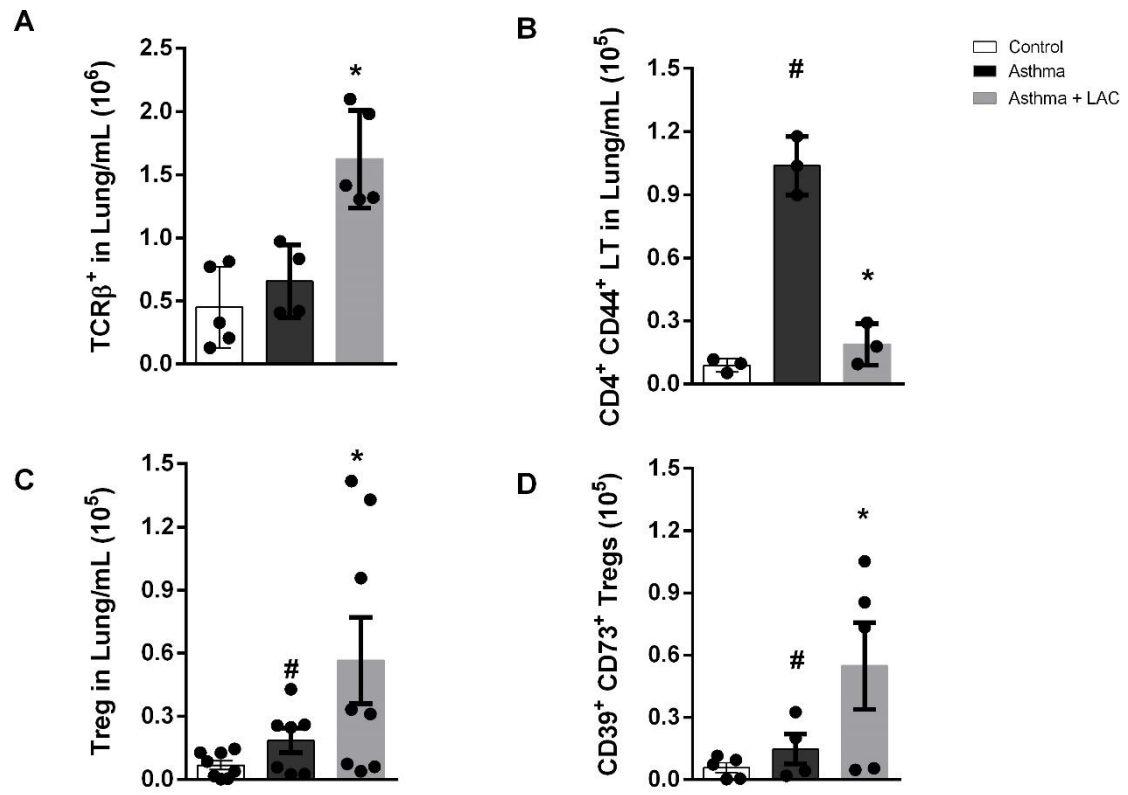 A
TCRβ⁺ in Lung/mL (10⁶)
2.5
2.0
1.5
1.0
0.5
0.0
*
B
CD4⁺ CD44⁺ LT in Lung/mL (10⁵)
1.5
1.2
0.9
0.6
0.3
0.0
#
*
Control
Asthma
Asthma + LAC
C
Treg in Lung/mL (10⁵)
1.5
1.2
0.9
0.6
0.3
0.0
#
*
D
CD39⁺ CD73⁺ Tregs (10⁵)
1.5
1.2
0.9
0.6
0.3
0.0
#
*